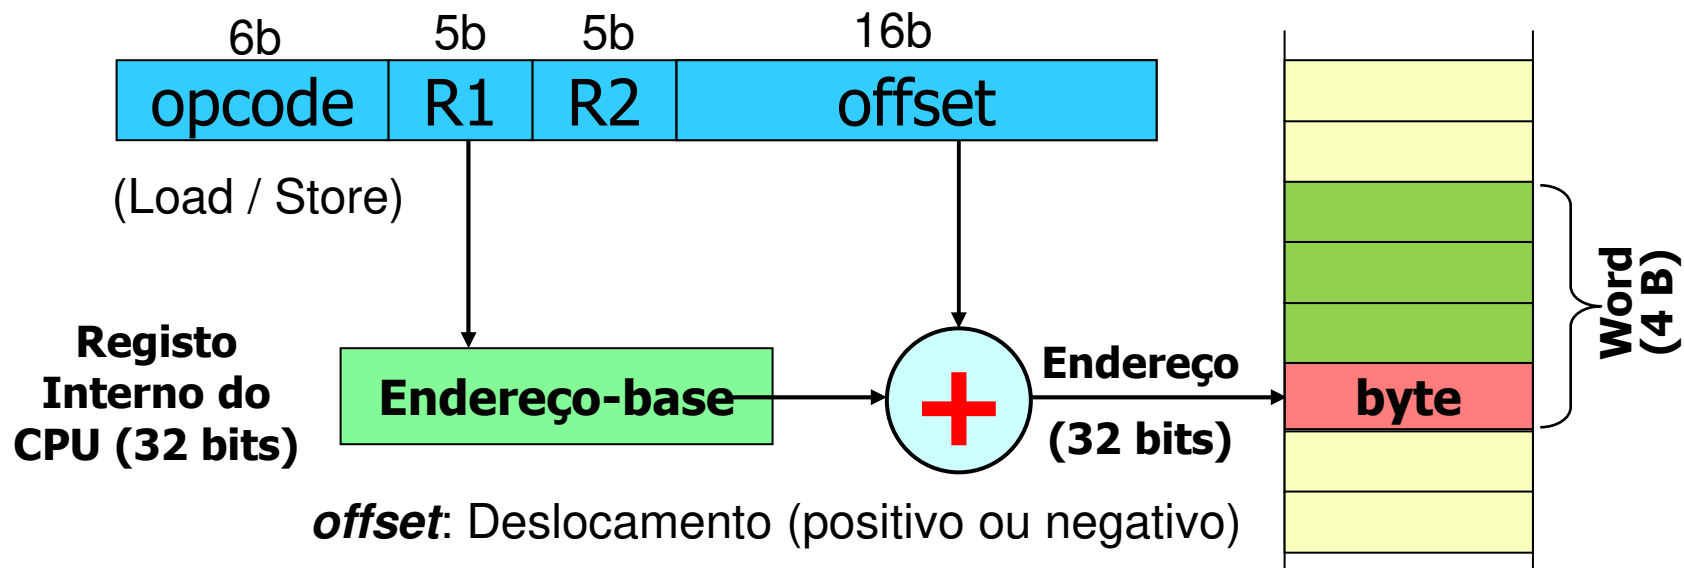 6b 5b 5b 16b
opcode R1 R2 offset
(Load / Store)
Registo
Interno do
CPU (32 bits)
Endereço-base
+
Endereço
(32 bits)
byte
Word
(4 B)
offset: Deslocamento (positivo ou negativo)